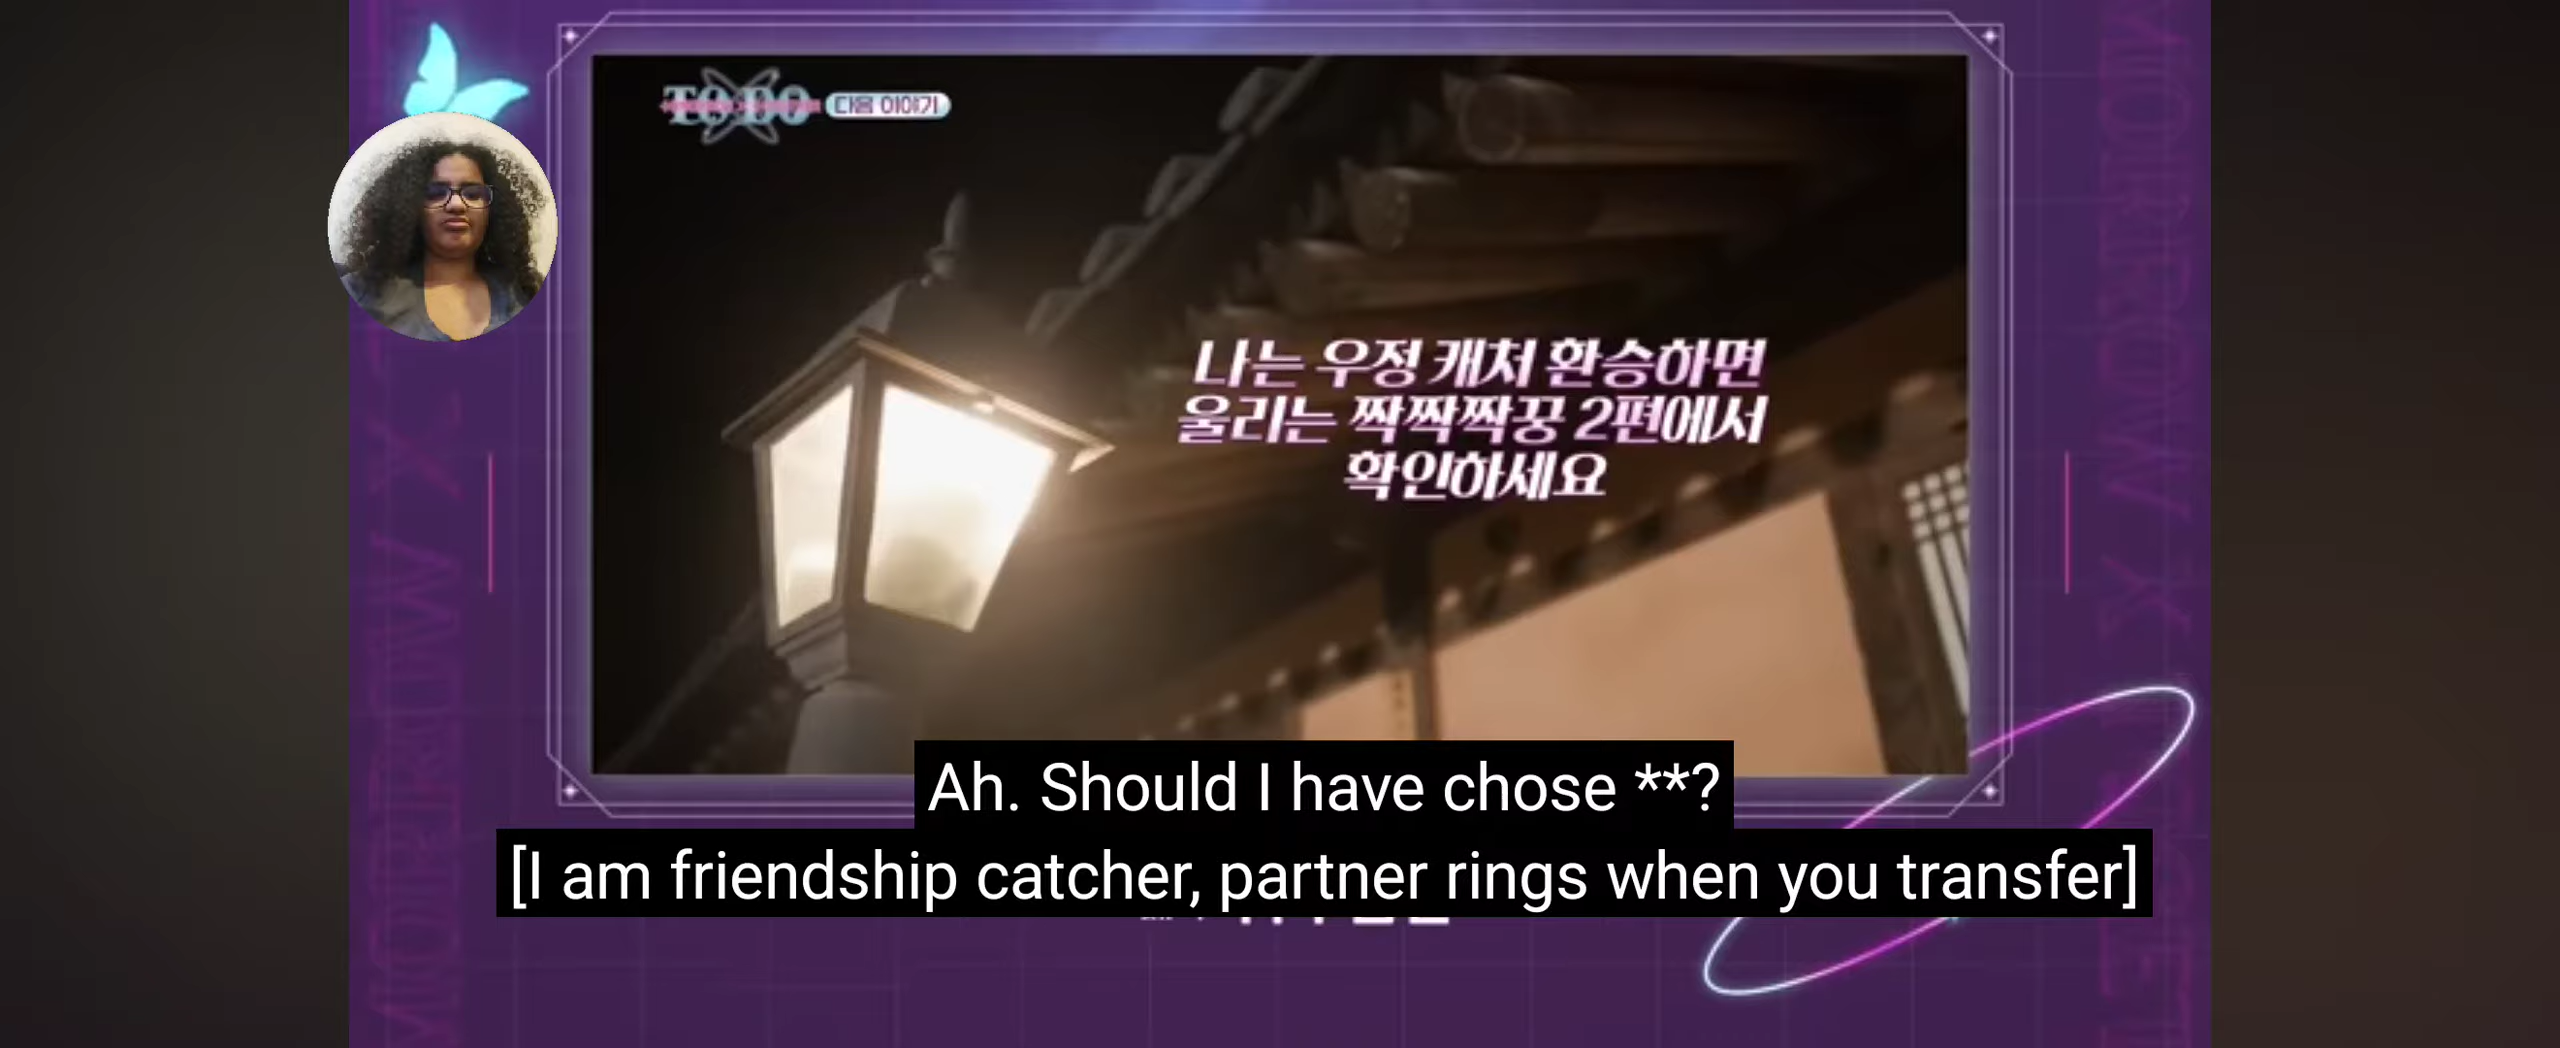 TO DO 다음 이야기
나는 우정 캐처 환승하면
울리는 짝짝짝꿍 2편에서
확인하세요
Ah. Should I have chose **?
[I am friendship catcher, partner rings when you transfer]